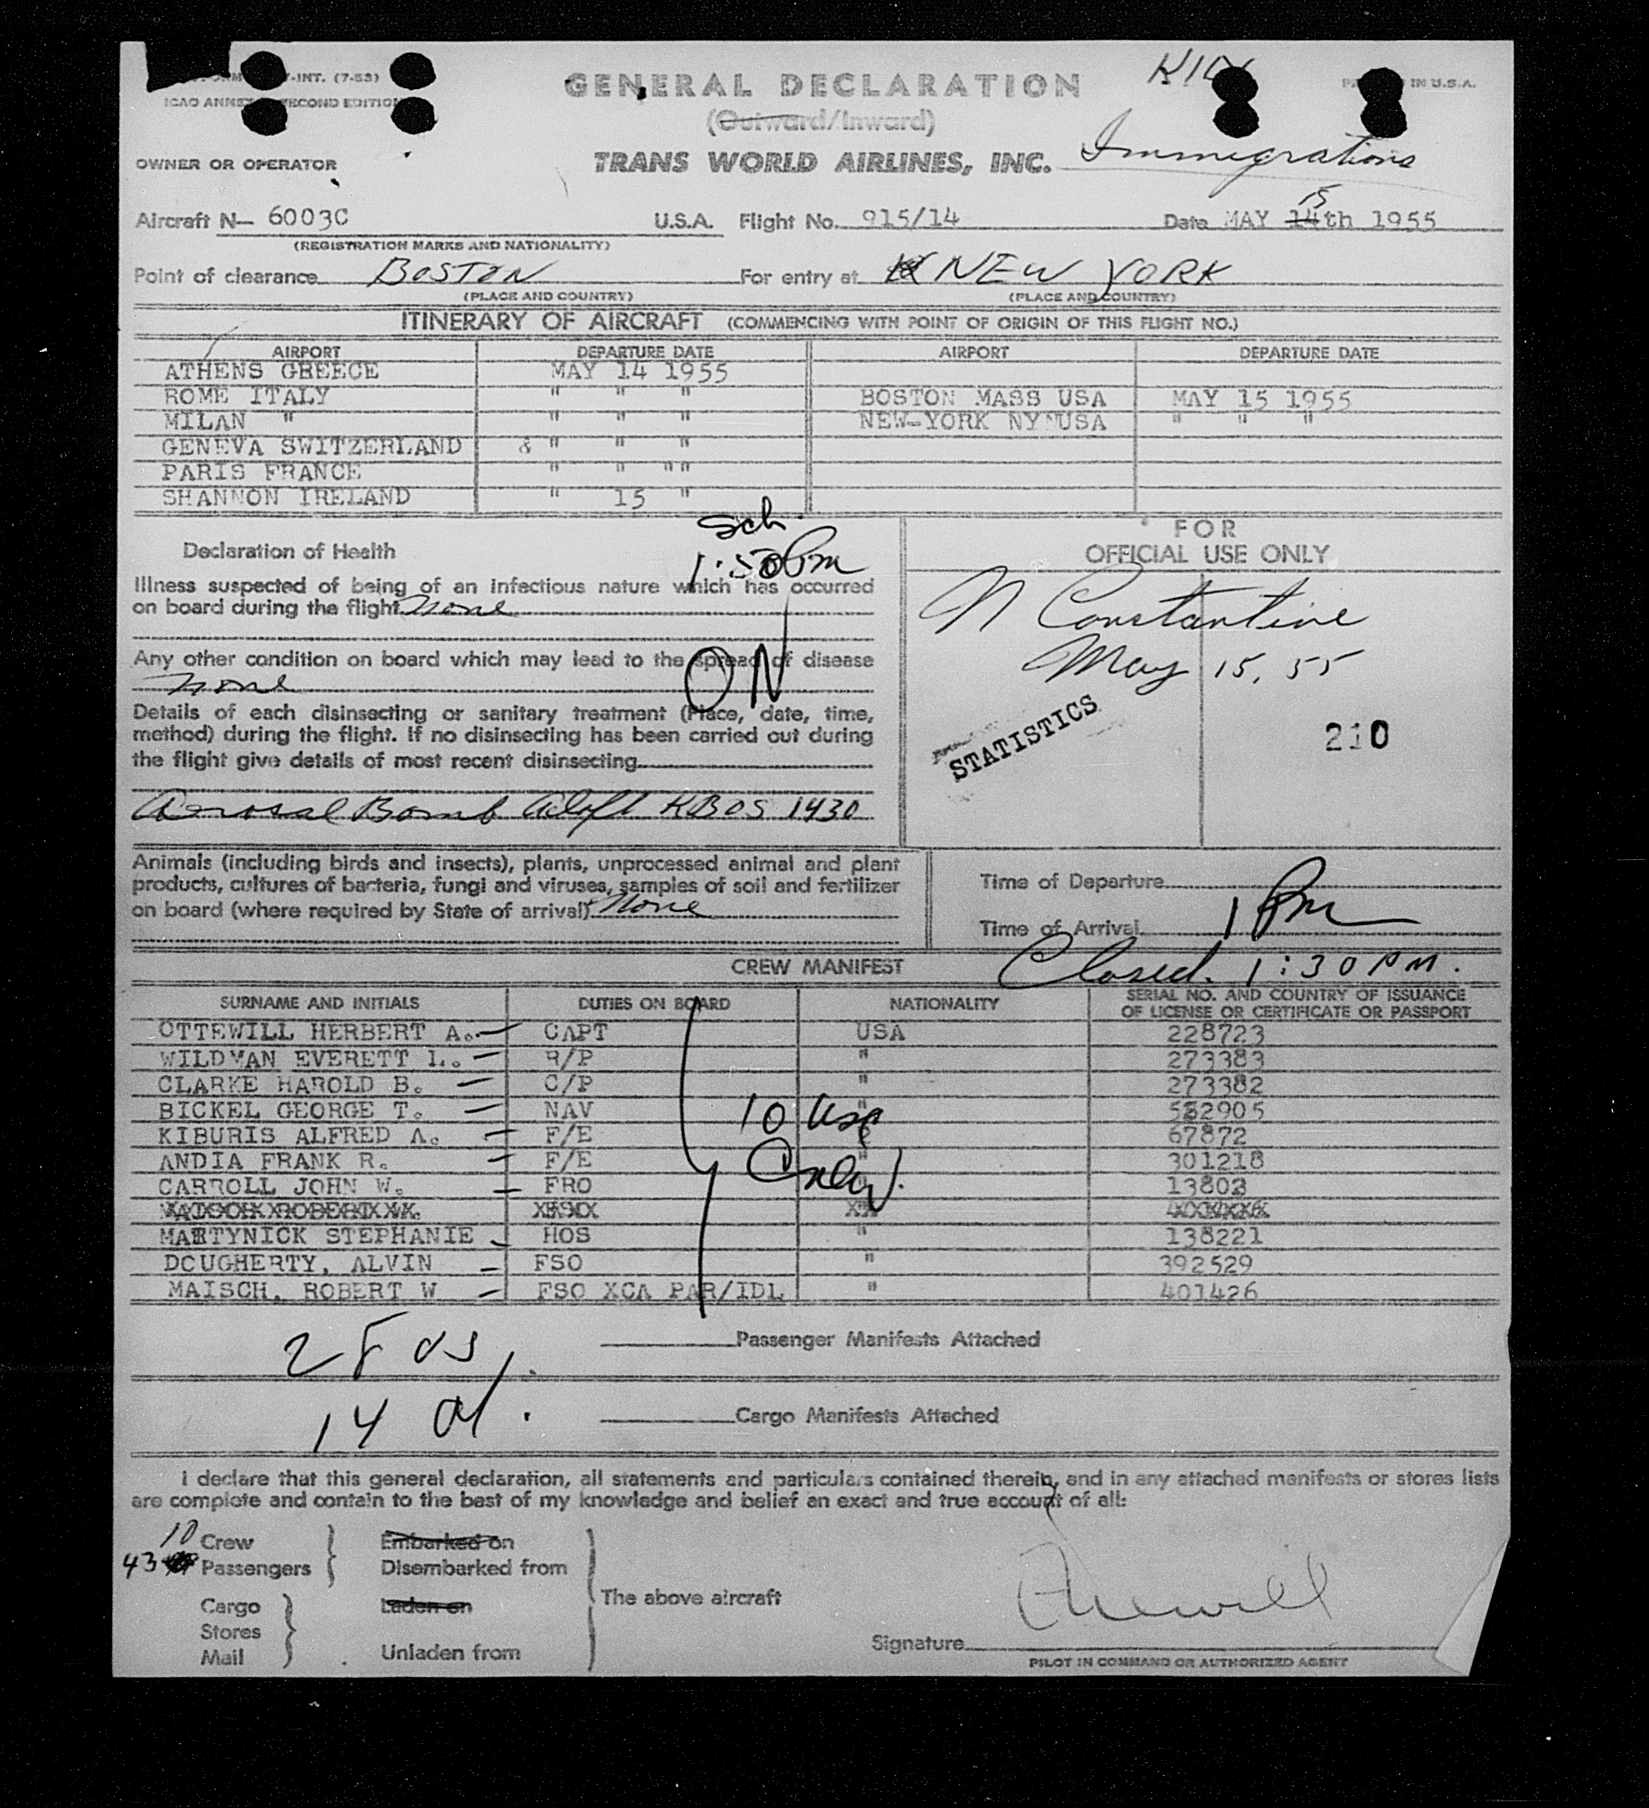 -INT. (7-53)
ICAO ANNEX SECOND EDITION
GENERAL DECLARATION
(Outward/Inward)
IN U.S.A.
Immigrations
OWNER OR OPERATOR
TRANS WORLD AIRLINES, INC.
15
Aircraft N— 6003C U.S.A. Flight No. 915/14 Date MAY 14th 1955
(REGISTRATION MARKS AND NATIONALITY)
Point of clearance BOSTON For entry at NEW YORK
(PLACE AND COUNTRY) (PLACE AND COUNTRY)
ITINERARY OF AIRCRAFT (COMMENCING WITH POINT OF ORIGIN OF THIS FLIGHT NO.)
AIRPORT DEPARTURE DATE AIRPORT DEPARTURE DATE
ATHENS GREECE MAY 14 1955
ROME ITALY " " " BOSTON MASS USA MAY 15 1955
MILAN " " " " NEW-YORK NY USA " " "
GENEVA SWITZERLAND & " " "
PARIS FRANCE " " " "
SHANNON IRELAND " 15 "
Sch.
1:50 Pm
ON
Declaration of Health
Illness suspected of being of an infectious nature which has occurred
on board during the flight None
Any other condition on board which may lead to the spread of disease
None
Details of each disinsecting or sanitary treatment (Place, date, time,
method) during the flight. If no disinsecting has been carried out during
the flight give details of most recent disinsecting
Aerosal Bomb Aloft KBOS 1430
FOR
OFFICIAL USE ONLY
N Constantine
May 15, 55
STATISTICS
210
Animals (including birds and insects), plants, unprocessed animal and plant
products, cultures of bacteria, fungi and viruses, samples of soil and fertilizer
on board (where required by State of arrival) None
Time of Departure
Time of Arrival 1 Pm
Closed. 1:30 PM.
CREW MANIFEST
SURNAME AND INITIALS DUTIES ON BOARD NATIONALITY SERIAL NO. AND COUNTRY OF ISSUANCE
OF LICENSE OR CERTIFICATE OR PASSPORT
OTTEWILL HERBERT A. CAPT USA 228723
WILDMAN EVERETT L. R/P " 273383
CLARKE HAROLD B. C/P " 273382
BICKEL GEORGE T. NAV " 532905
KIBURIS ALFRED A. F/E 67872
ANDIA FRANK R. F/E " 301218
CARROLL JOHN W. FRO 13803
MARTYNICK STEPHANIE HOS " 138221
DOUGHERTY, ALVIN FSO " 392529
MAISCH, ROBERT W FSO XCA PAR/IDL " 401426
10 Usc
Crew.
28 US
Passenger Manifests Attached
14 Al.
Cargo Manifests Attached
I declare that this general declaration, all statements and particulars contained therein, and in any attached manifests or stores lists
are complete and contain to the best of my knowledge and belief an exact and true account of all:
10 Crew Embarked on
43 Passengers Disembarked from
The above aircraft
Cargo Laden on
Stores
Mail Unladen from
Signature Ottewill
PILOT IN COMMAND OR AUTHORIZED AGENT